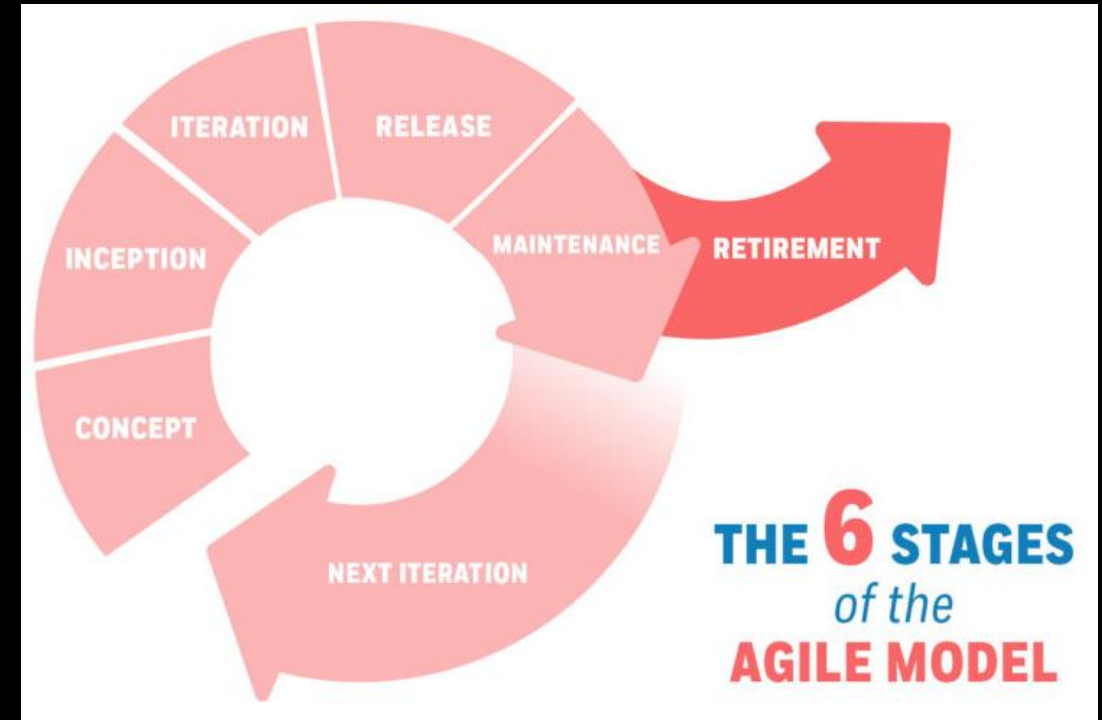 ITERATION
RELEASE
INCEPTION
MAINTENANCE
RETIREMENT
CONCEPT
NEXT ITERATION
THE 6 STAGES
of the
AGILE MODEL